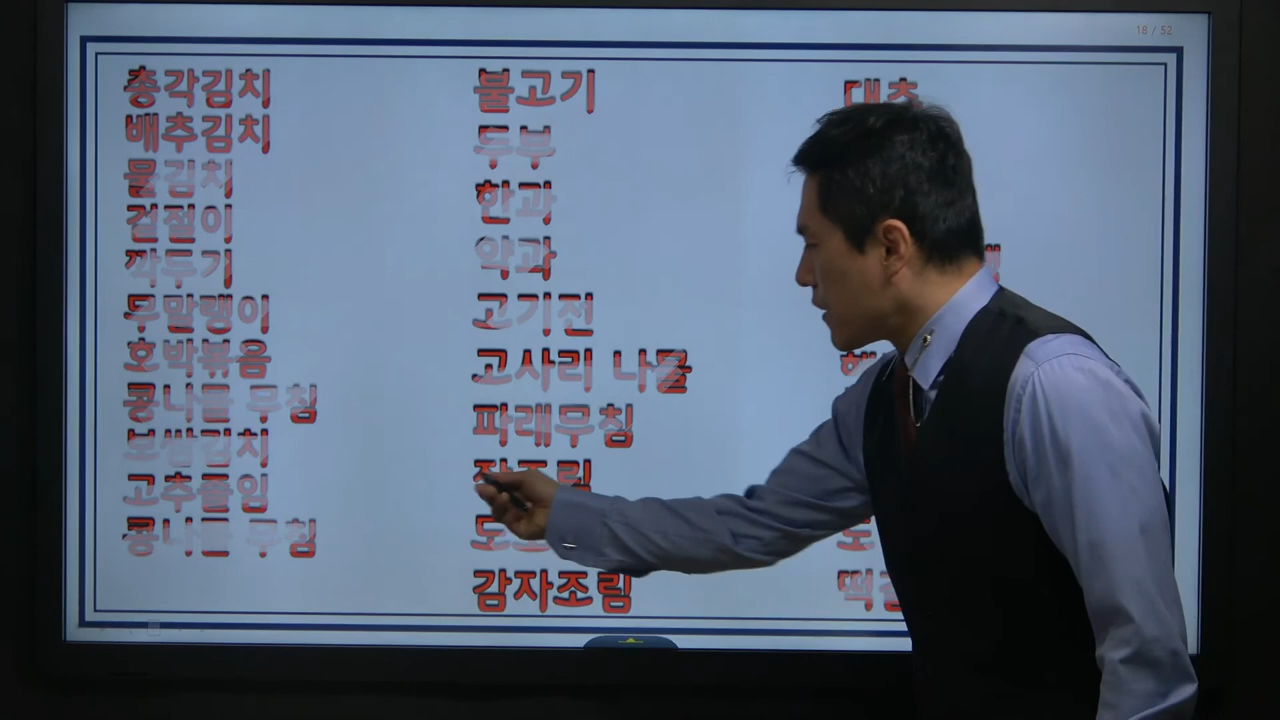 18 / 52
총각김치
배추김치
물김치
겉절이
깍두기
무말랭이
호박볶음
콩나물 무침
보쌈김치
고추졸임
콩나물 무침
불고기
두부
한과
약과
고기전
고사리 나물
파래무침
감자조림
대추